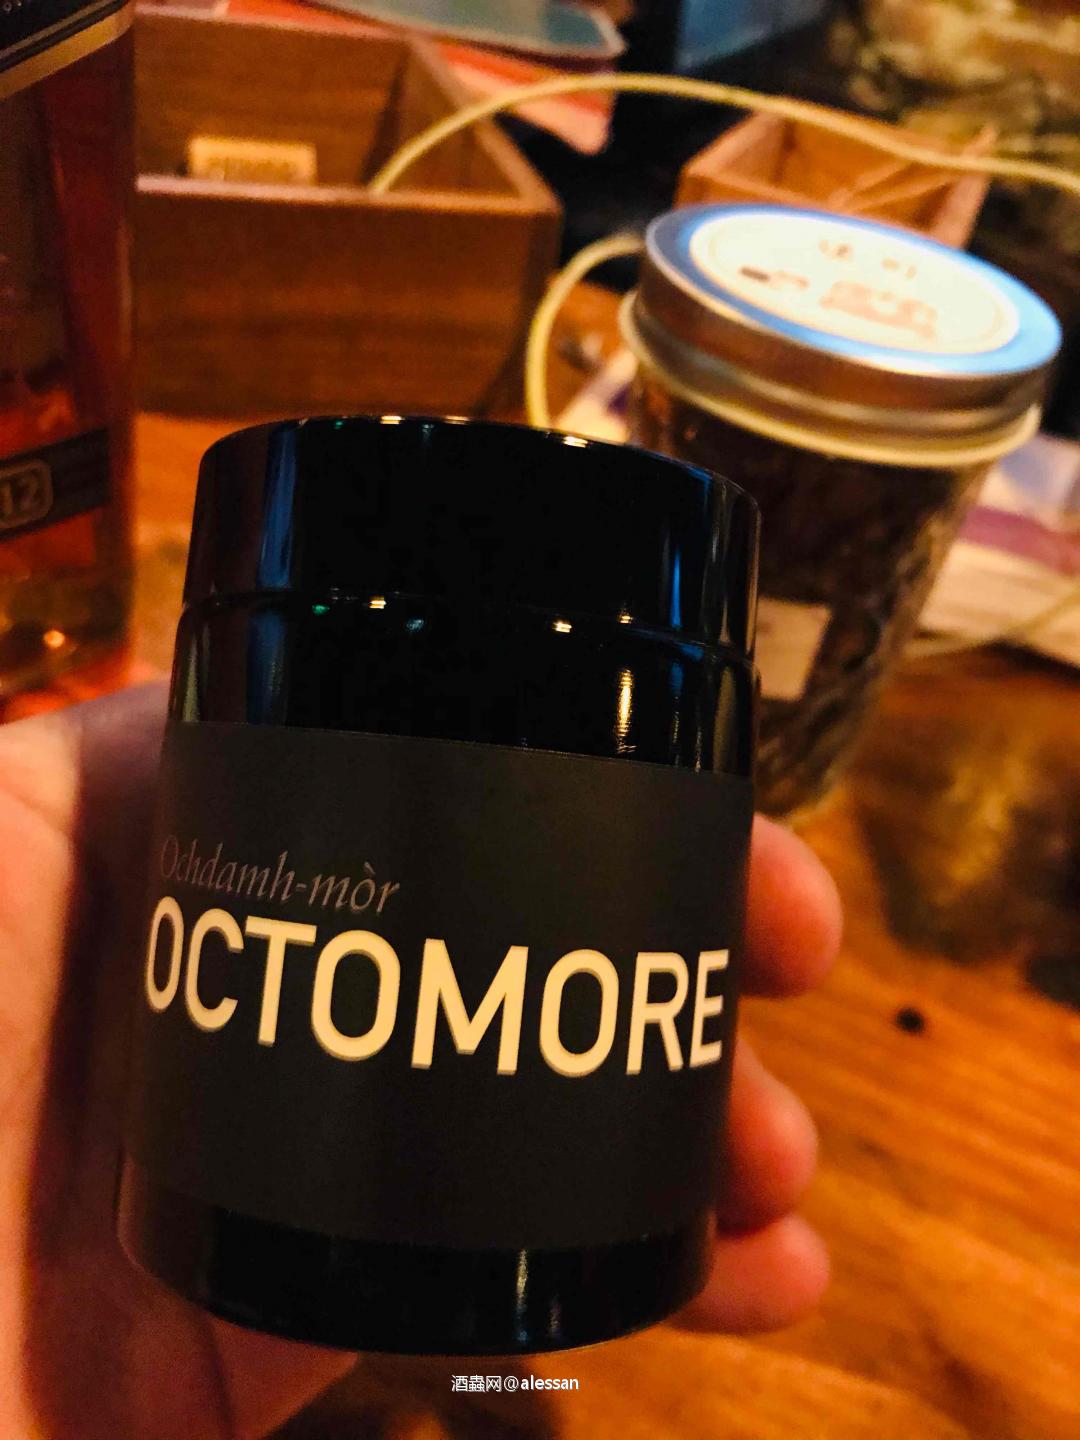 12
Ochdamh-mòr
OCTOMORE
酒蟲网@alessan